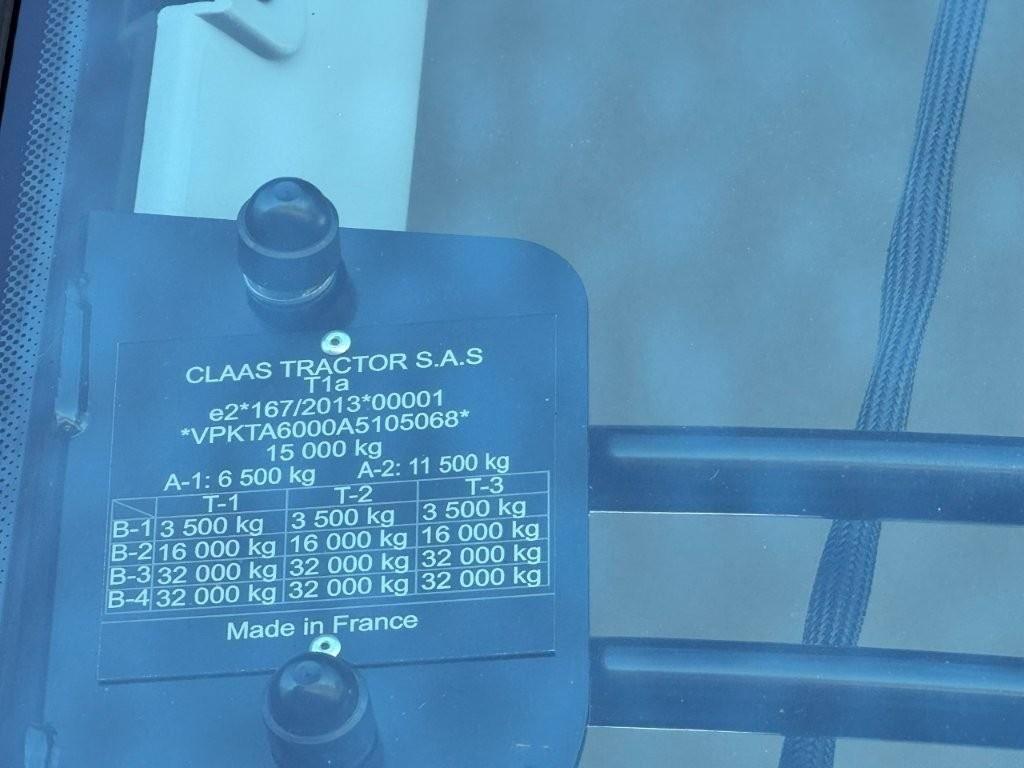 CLAAS TRACTOR S.A.S
T1a
e2*167/2013*00001
*VPKTA6000A5105068*
15 000 kg
A-1: 6 500 kg A-2: 11 500 kg
T-1 T-2 T-3
B-1 3 500 kg 3 500 kg 3 500 kg
B-2 16 000 kg 16 000 kg 16 000 kg
B-3 32 000 kg 32 000 kg 32 000 kg
B-4 32 000 kg 32 000 kg 32 000 kg
Made in France